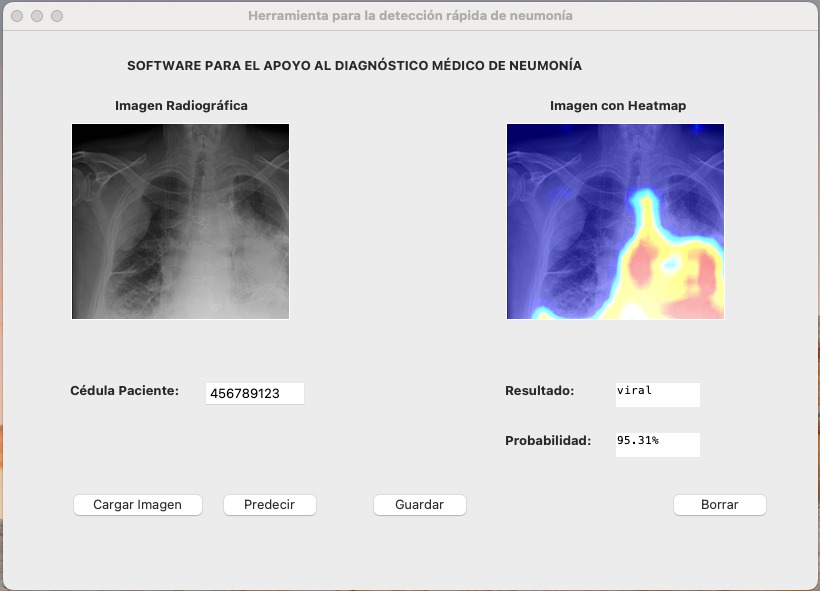 Herramienta para la detección rápida de neumonía
SOFTWARE PARA EL APOYO AL DIAGNÓSTICO MÉDICO DE NEUMONÍA
Imagen Radiográfica
Imagen con Heatmap
Cédula Paciente: 456789123
Resultado: viral
Probabilidad: 95.31%
Cargar Imagen Predecir Guardar Borrar